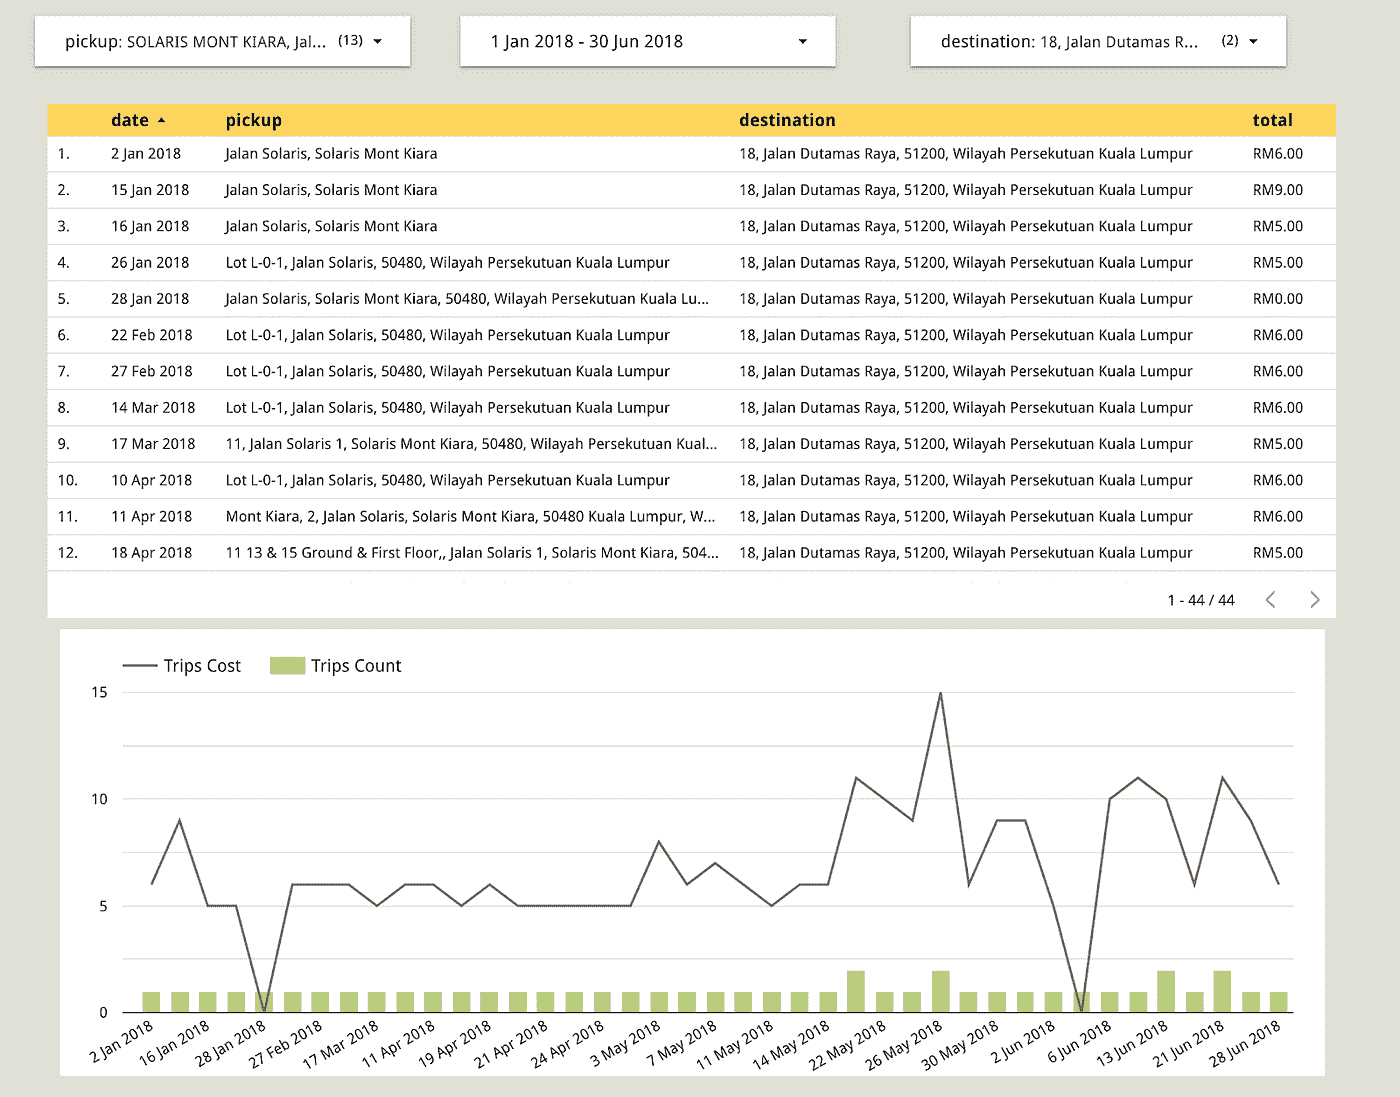 pickup: SOLARIS MONT KIARA, Jal... (13)
1 Jan 2018 - 30 Jun 2018
destination: 18, Jalan Dutamas R... (2)
date pickup destination total
1. 2 Jan 2018 Jalan Solaris, Solaris Mont Kiara 18, Jalan Dutamas Raya, 51200, Wilayah Persekutuan Kuala Lumpur RM6.00
2. 15 Jan 2018 Jalan Solaris, Solaris Mont Kiara 18, Jalan Dutamas Raya, 51200, Wilayah Persekutuan Kuala Lumpur RM9.00
3. 16 Jan 2018 Jalan Solaris, Solaris Mont Kiara 18, Jalan Dutamas Raya, 51200, Wilayah Persekutuan Kuala Lumpur RM5.00
4. 26 Jan 2018 Lot L-0-1, Jalan Solaris, 50480, Wilayah Persekutuan Kuala Lumpur 18, Jalan Dutamas Raya, 51200, Wilayah Persekutuan Kuala Lumpur RM5.00
5. 28 Jan 2018 Jalan Solaris, Solaris Mont Kiara, 50480, Wilayah Persekutuan Kuala Lu... 18, Jalan Dutamas Raya, 51200, Wilayah Persekutuan Kuala Lumpur RM0.00
6. 22 Feb 2018 Lot L-0-1, Jalan Solaris, 50480, Wilayah Persekutuan Kuala Lumpur 18, Jalan Dutamas Raya, 51200, Wilayah Persekutuan Kuala Lumpur RM6.00
7. 27 Feb 2018 Lot L-0-1, Jalan Solaris, 50480, Wilayah Persekutuan Kuala Lumpur 18, Jalan Dutamas Raya, 51200, Wilayah Persekutuan Kuala Lumpur RM6.00
8. 14 Mar 2018 Lot L-0-1, Jalan Solaris, 50480, Wilayah Persekutuan Kuala Lumpur 18, Jalan Dutamas Raya, 51200, Wilayah Persekutuan Kuala Lumpur RM6.00
9. 17 Mar 2018 11, Jalan Solaris 1, Solaris Mont Kiara, 50480, Wilayah Persekutuan Kual... 18, Jalan Dutamas Raya, 51200, Wilayah Persekutuan Kuala Lumpur RM5.00
10. 10 Apr 2018 Lot L-0-1, Jalan Solaris, 50480, Wilayah Persekutuan Kuala Lumpur 18, Jalan Dutamas Raya, 51200, Wilayah Persekutuan Kuala Lumpur RM6.00
11. 11 Apr 2018 Mont Kiara, 2, Jalan Solaris, Solaris Mont Kiara, 50480 Kuala Lumpur, W... 18, Jalan Dutamas Raya, 51200, Wilayah Persekutuan Kuala Lumpur RM6.00
12. 18 Apr 2018 11 13 & 15 Ground & First Floor,, Jalan Solaris 1, Solaris Mont Kiara, 504... 18, Jalan Dutamas Raya, 51200, Wilayah Persekutuan Kuala Lumpur RM5.00
1 - 44 / 44
Trips Cost Trips Count
15
10
5
0
2 Jan 2018 16 Jan 2018 28 Jan 2018 27 Feb 2018 17 Mar 2018 11 Apr 2018 19 Apr 2018 21 Apr 2018 24 Apr 2018 3 May 2018 7 May 2018 11 May 2018 14 May 2018 22 May 2018 26 May 2018 30 May 2018 2 Jun 2018 6 Jun 2018 13 Jun 2018 21 Jun 2018 28 Jun 2018